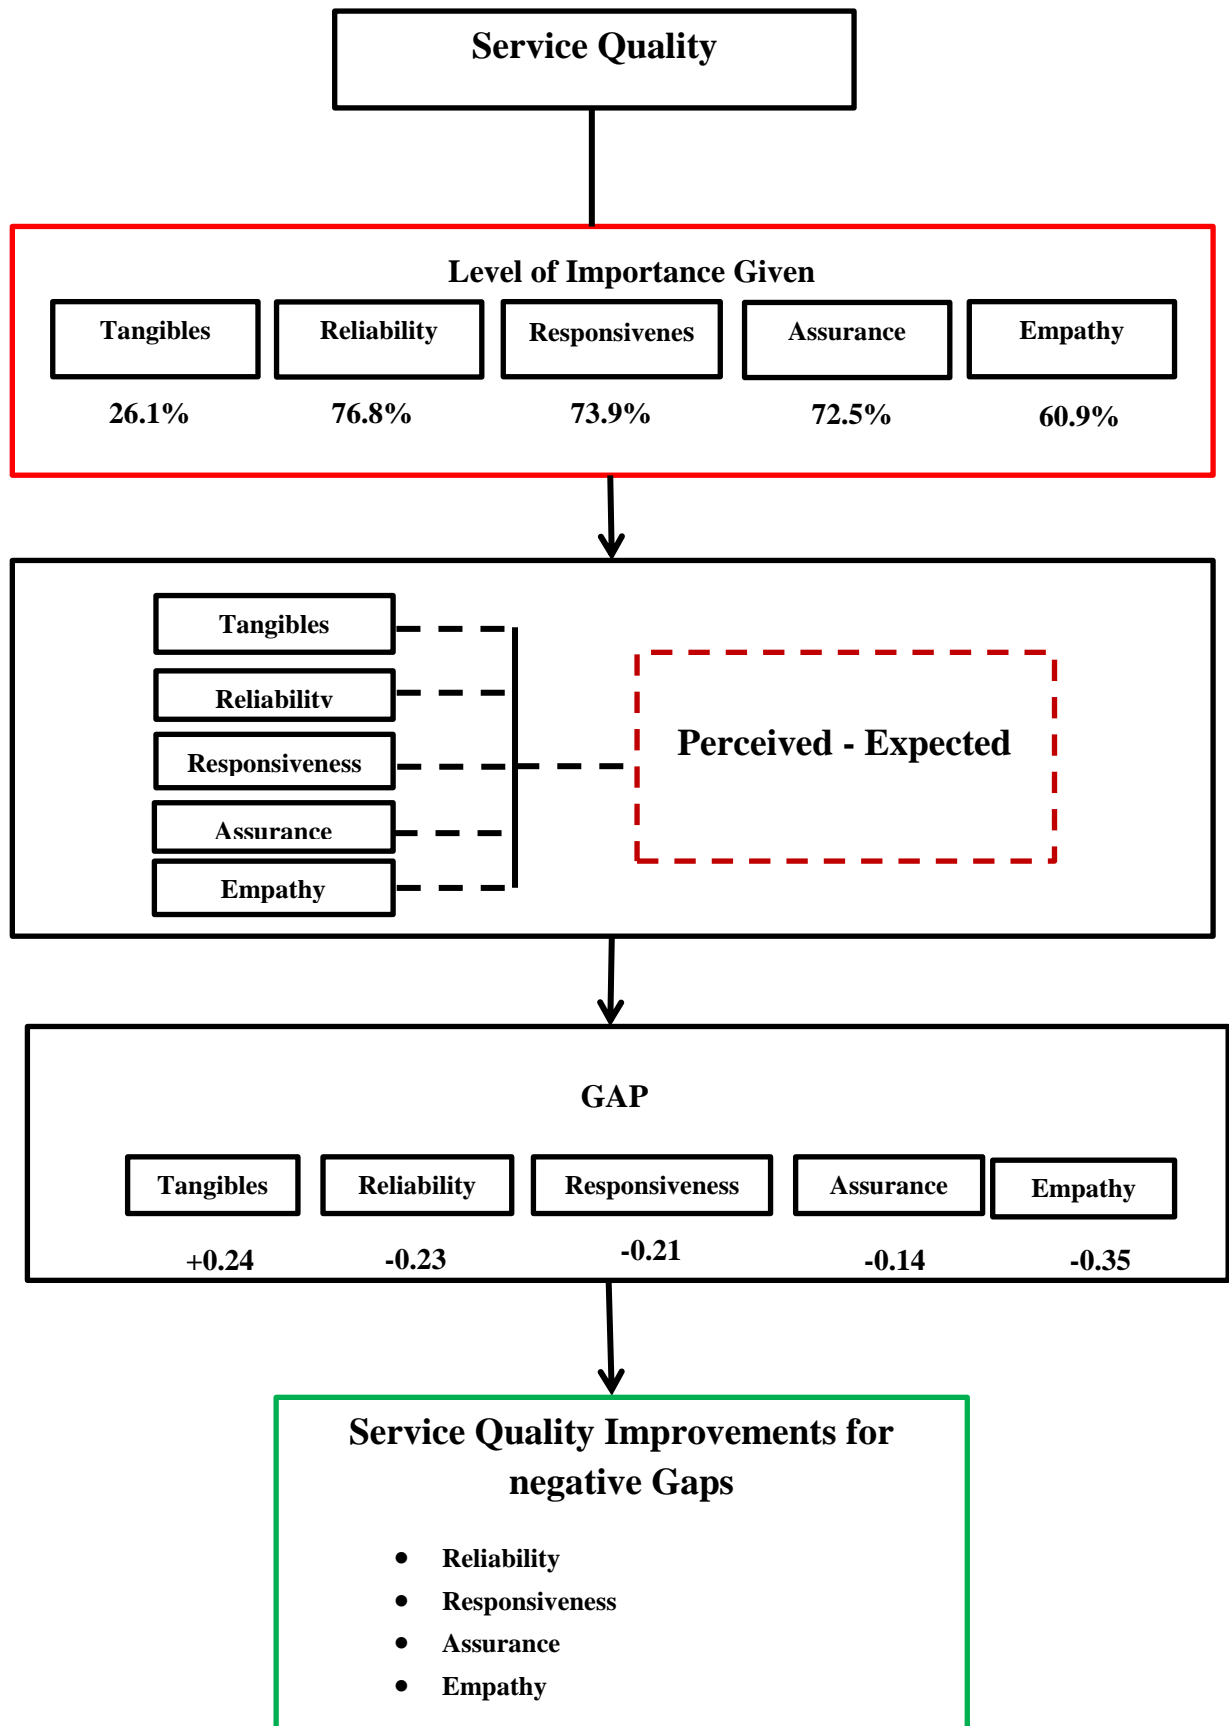 Service Quality
Level of Importance Given
Tangibles
Reliability
Responsivenes
Assurance
Empathy
26.1%
76.8%
73.9%
72.5%
60.9%
Tangibles
Reliability
Responsiveness
Assurance
Empathy
Perceived - Expected
GAP
Tangibles
Reliability
Responsiveness
Assurance
Empathy
+0.24
-0.23
-0.21
-0.14
-0.35
Service Quality Improvements for
negative Gaps
• Reliability
• Responsiveness
• Assurance
• Empathy